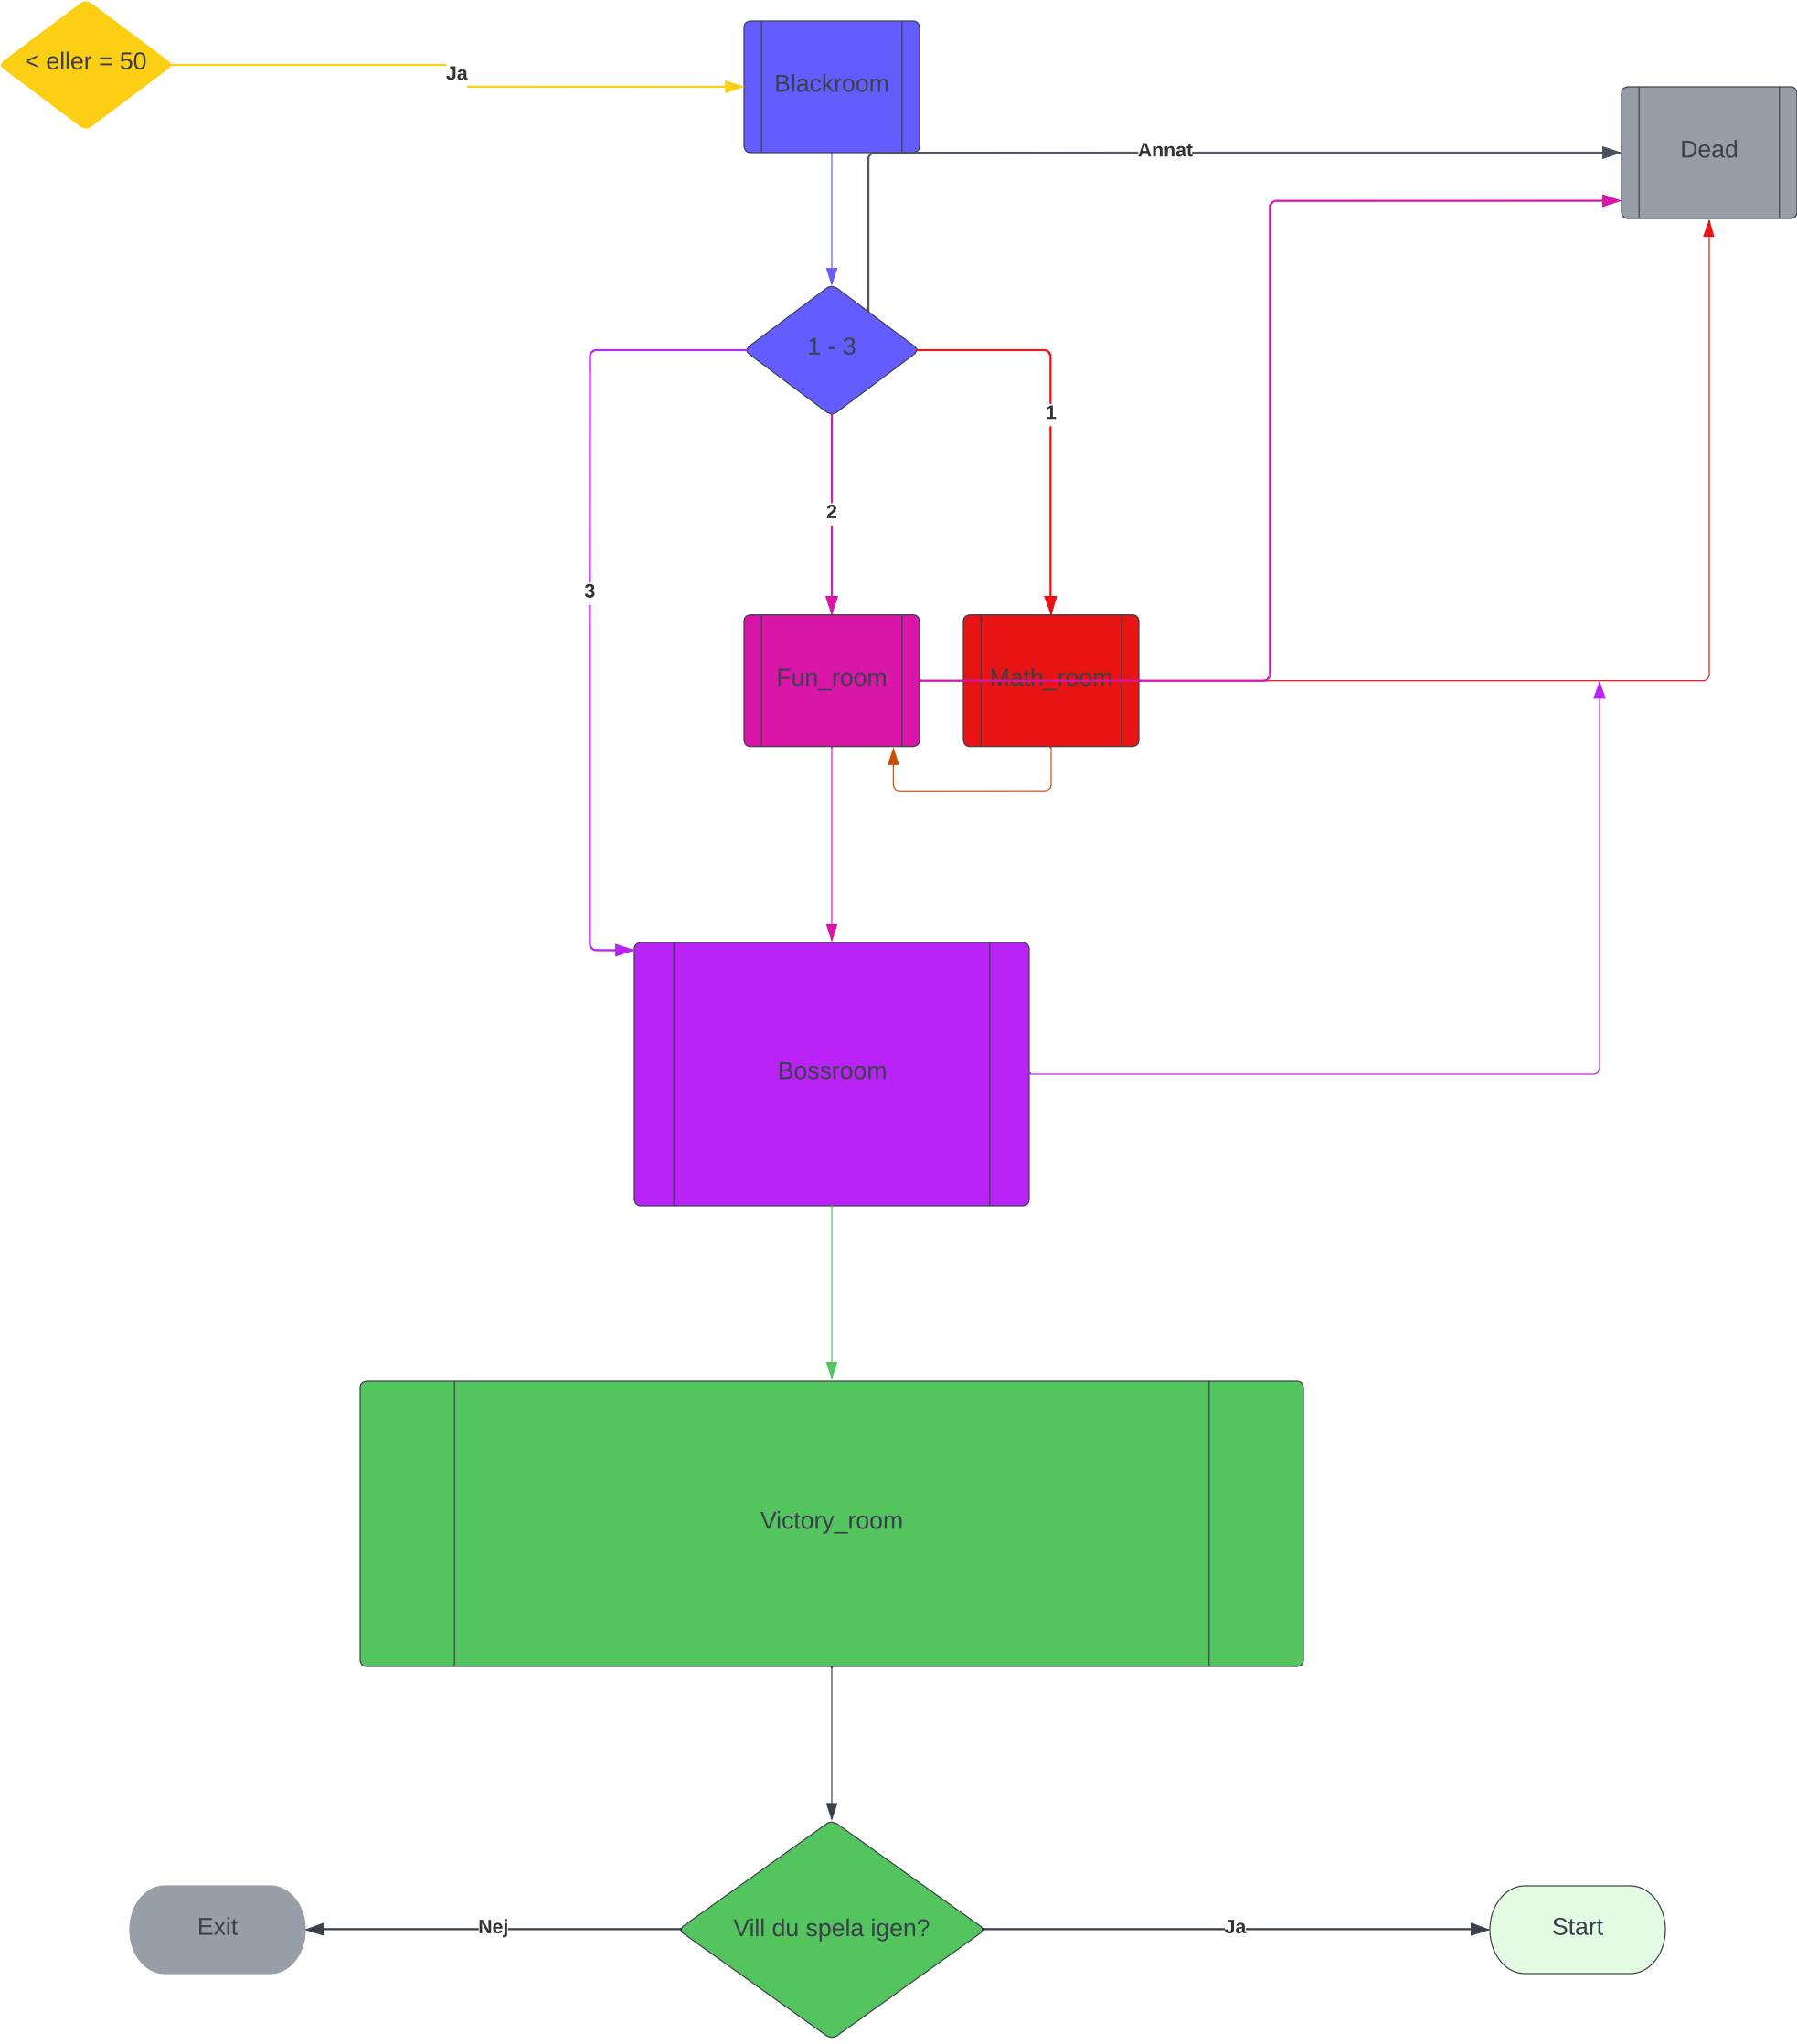 < eller = 50
Ja
Blackroom
Annat
Dead
1 - 3
1
2
3
Fun_room
Math_room
Bossroom
Victory_room
Exit
Nej
Vill du spela igen?
Ja
Start